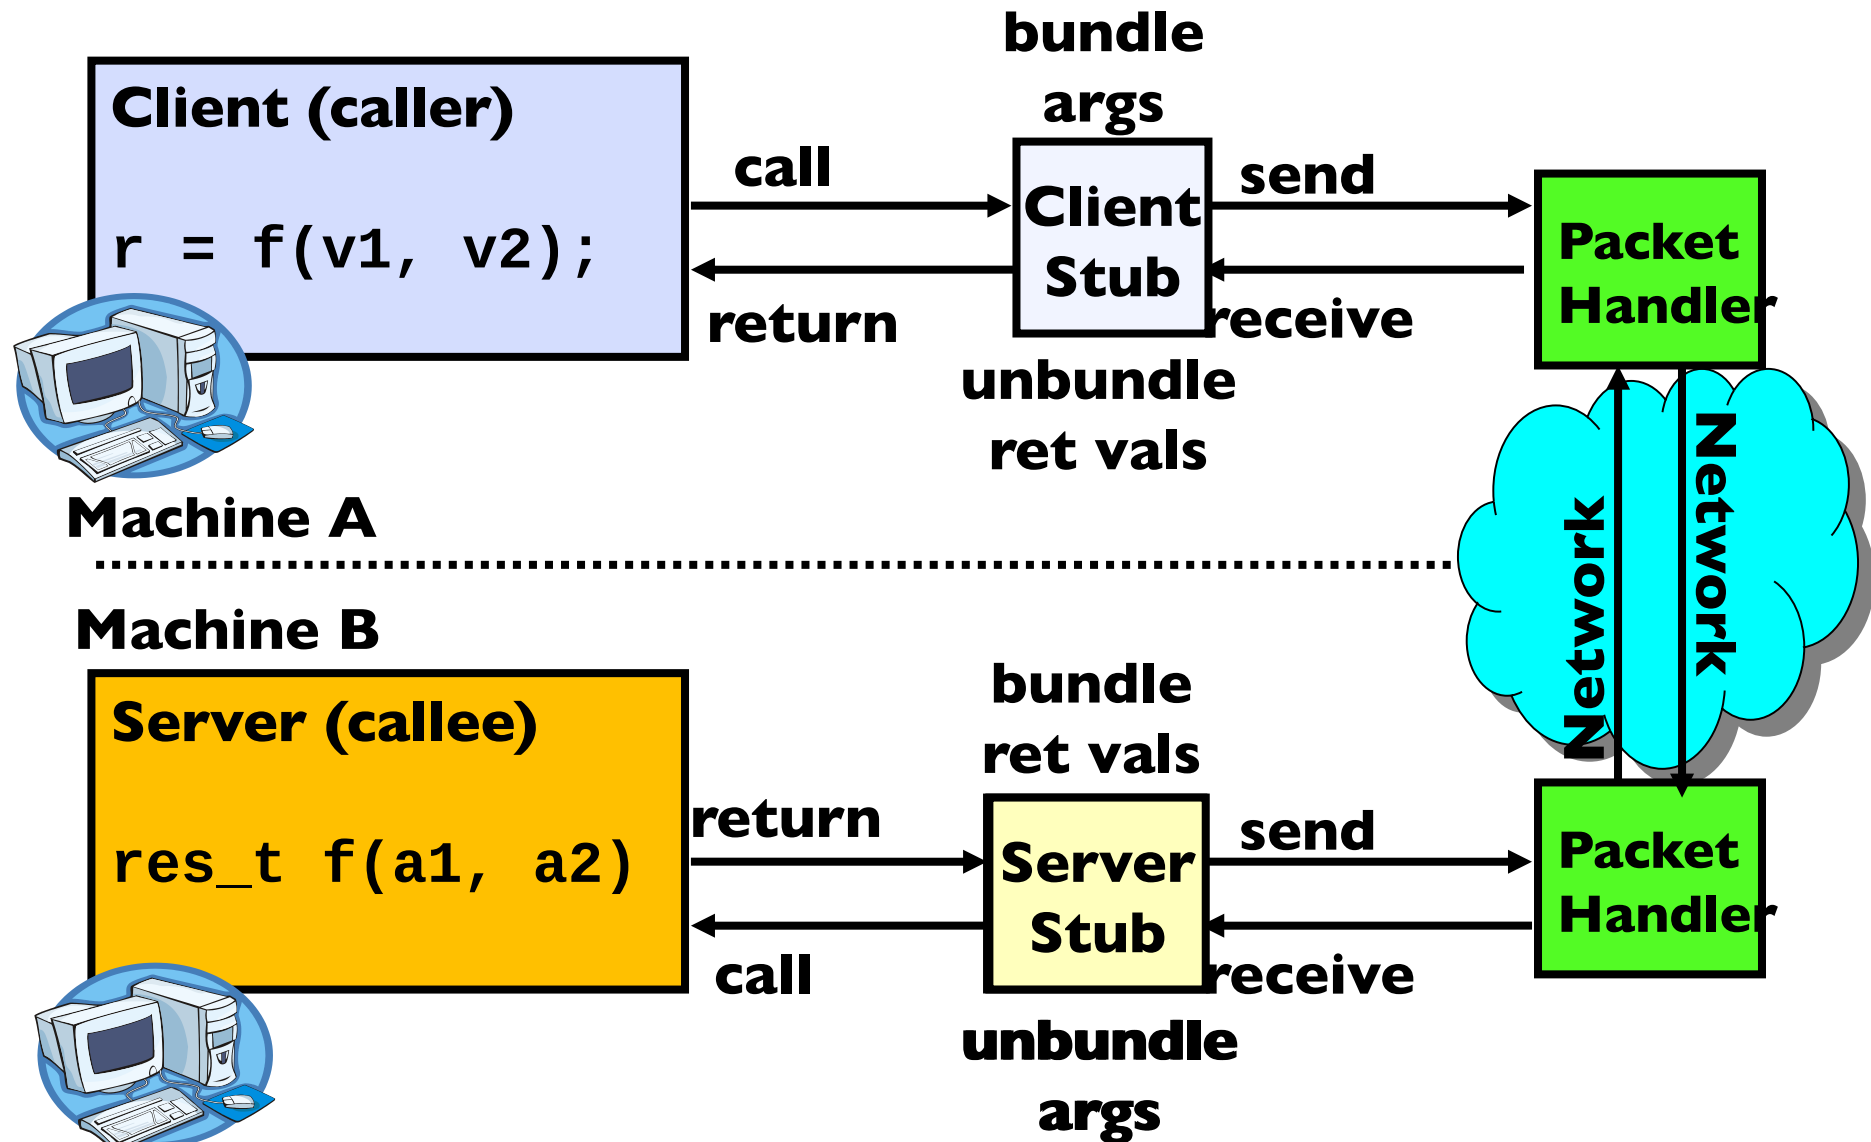 bundle
args
Client (caller)
r = f(v1, v2);
call
return
Client
Stub
send
receive
unbundle
ret vals
Packet
Handler
Network
Network
Machine A
Machine B
Server (callee)
res_t f(a1, a2)
bundle
ret vals
return
call
Server
Stub
send
receive
unbundle
args
Packet
Handler